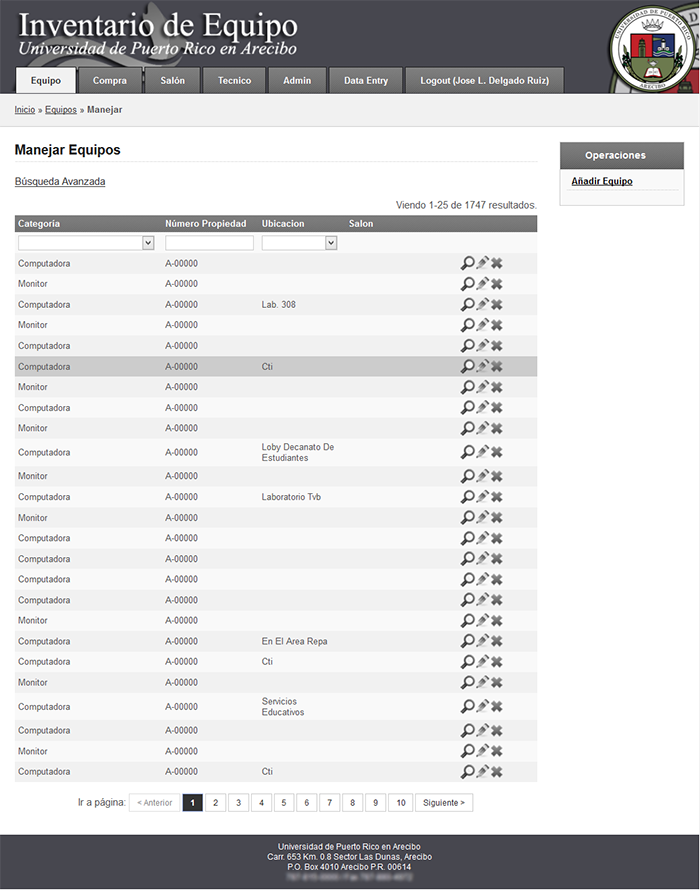 Inventario de Equipo
Universidad de Puerto Rico en Arecibo
Equipo Compra Salón Tecnico Admin Data Entry Logout (Jose L. Delgado Ruiz)
Inicio » Equipos » Manejar
Manejar Equipos
Operaciones
Añadir Equipo
Búsqueda Avanzada
Viendo 1-25 de 1747 resultados.
Categoría Número Propiedad Ubicacion Salon
Computadora A-00000
Monitor A-00000
Computadora A-00000 Lab. 308
Monitor A-00000
Computadora A-00000
Computadora A-00000 Cti
Monitor A-00000
Computadora A-00000
Monitor A-00000
Computadora A-00000 Loby Decanato De
Estudiantes
Monitor A-00000
Computadora A-00000 Laboratorio Tvb
Monitor A-00000
Computadora A-00000
Computadora A-00000
Computadora A-00000
Computadora A-00000
Monitor A-00000
Computadora A-00000 En El Area Repa
Computadora A-00000 Cti
Monitor A-00000
Computadora A-00000 Servicios
Educativos
Computadora A-00000
Monitor A-00000
Computadora A-00000 Cti
Ir a página: < Anterior 1 2 3 4 5 6 7 8 9 10 Siguiente >
Universidad de Puerto Rico en Arecibo
Carr. 653 Km. 0.8 Sector Las Dunas, Arecibo
P.O. Box 4010 Arecibo P.R. 00614